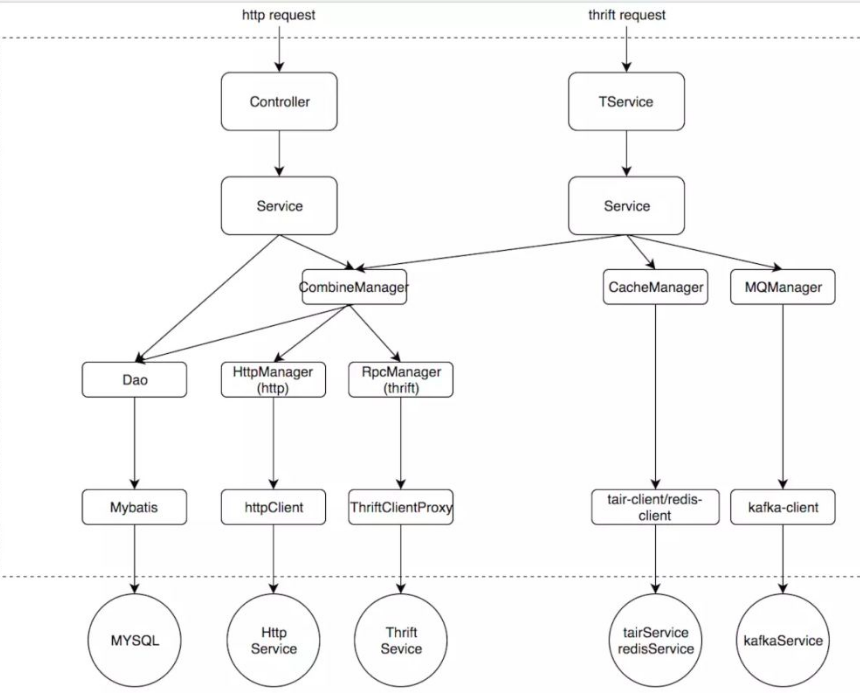 http request
thrift request
Controller
TService
Service
Service
CombineManager
CacheManager
MQManager
Dao
HttpManager
(http)
RpcManager
(thrift)
Mybatis
httpClient
ThriftClientProxy
tair-client/redis-
client
kafka-client
MYSQL
Http
Service
Thrift
Sevice
tairService
redisService
kafkaService